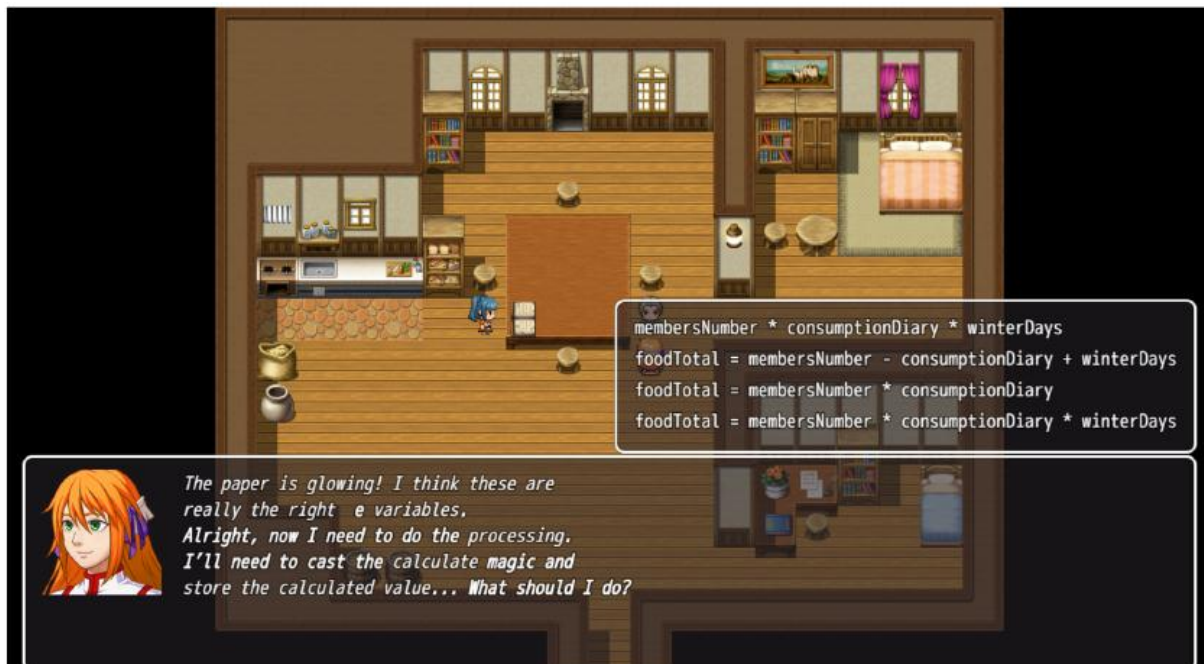 membersNumber * consumptionDiary * winterDays
foodTotal = membersNumber - consumptionDiary + winterDays
foodTotal = membersNumber * consumptionDiary
foodTotal = membersNumber * consumptionDiary * winterDays
The paper is glowing! I think these are
really the right e variables.
Alright, now I need to do the processing.
I'll need to cast the calculate magic and
store the calculated value... What should I do?